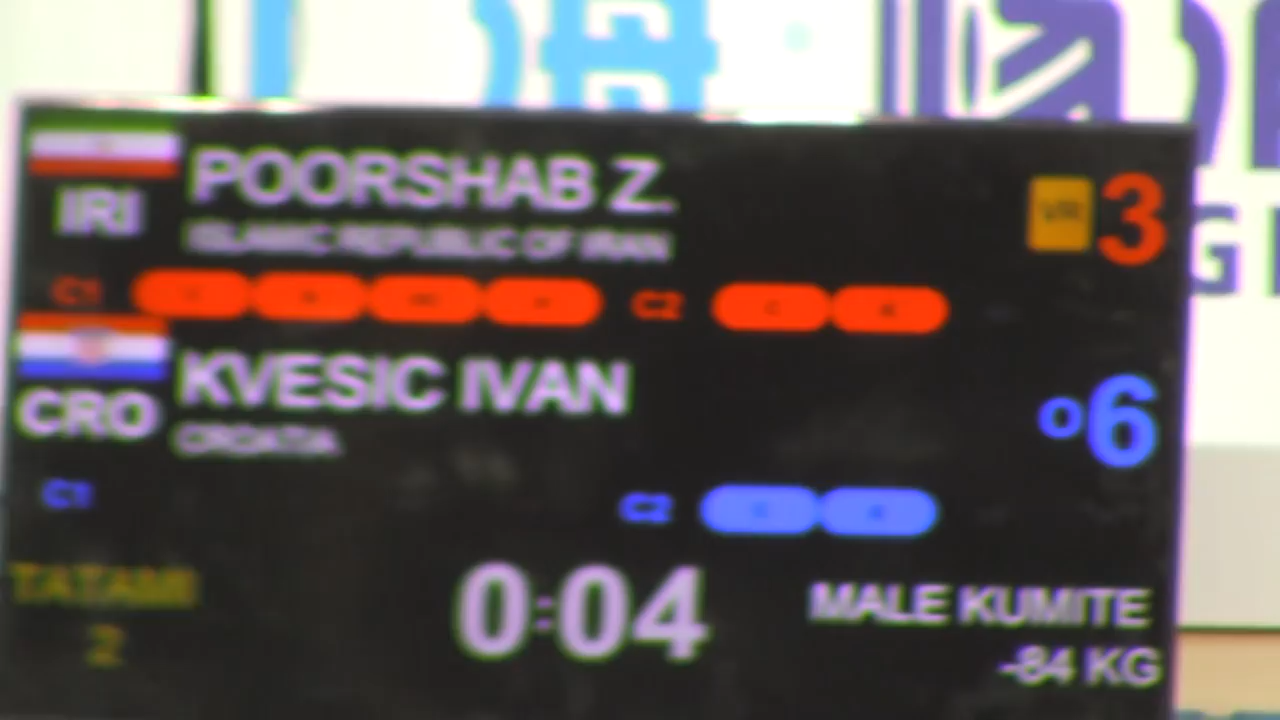 POORSHAB Z.
IRI
ISLAMIC REPUBLIC OF IRAN
VR 3
C1 C2
KVESIC IVAN
CRO
CROATIA
6
C1 C2
TATAMI
2
0:04
MALE KUMITE
-84 KG